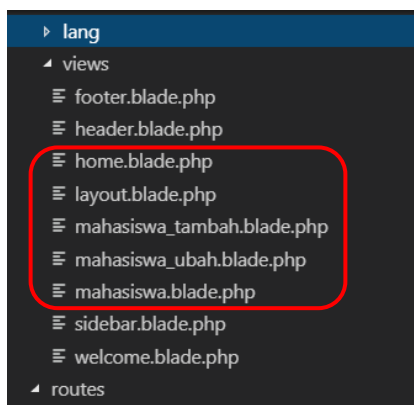 lang
views
footer.blade.php
header.blade.php
home.blade.php
layout.blade.php
mahasiswa_tambah.blade.php
mahasiswa_ubah.blade.php
mahasiswa.blade.php
sidebar.blade.php
welcome.blade.php
routes